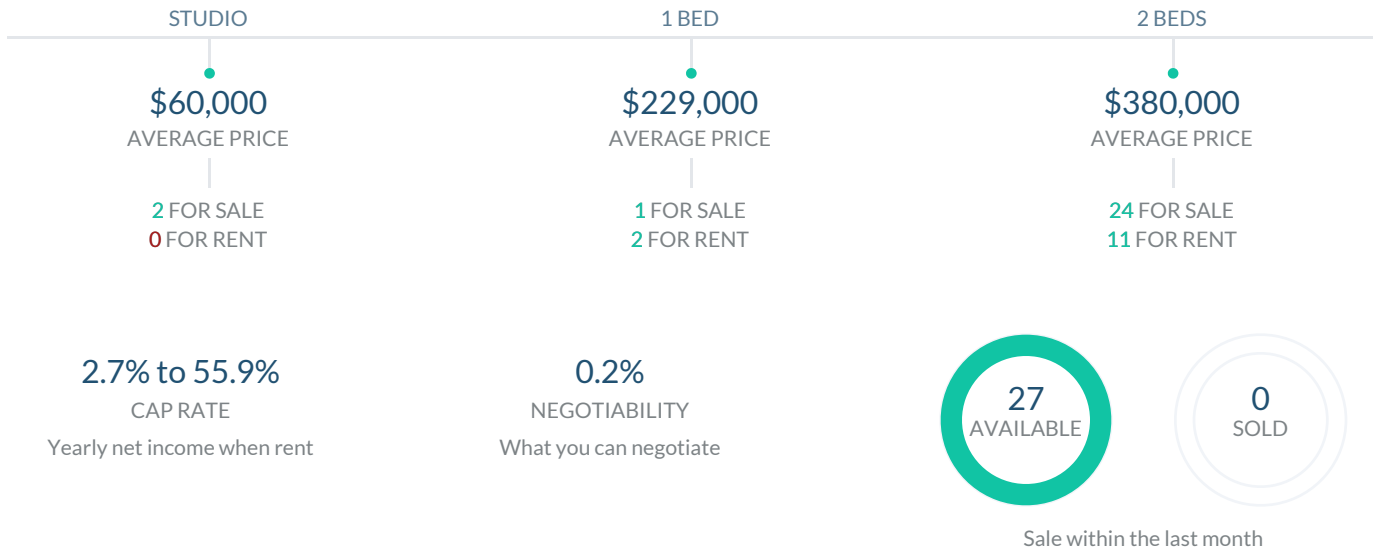 STUDIO
1 BED
2 BEDS
$60,000
AVERAGE PRICE
2 FOR SALE
0 FOR RENT
$229,000
AVERAGE PRICE
1 FOR SALE
2 FOR RENT
$380,000
AVERAGE PRICE
24 FOR SALE
11 FOR RENT
2.7% to 55.9%
CAP RATE
Yearly net income when rent
0.2%
NEGOTIABILITY
What you can negotiate
27
AVAILABLE
0
SOLD
Sale within the last month